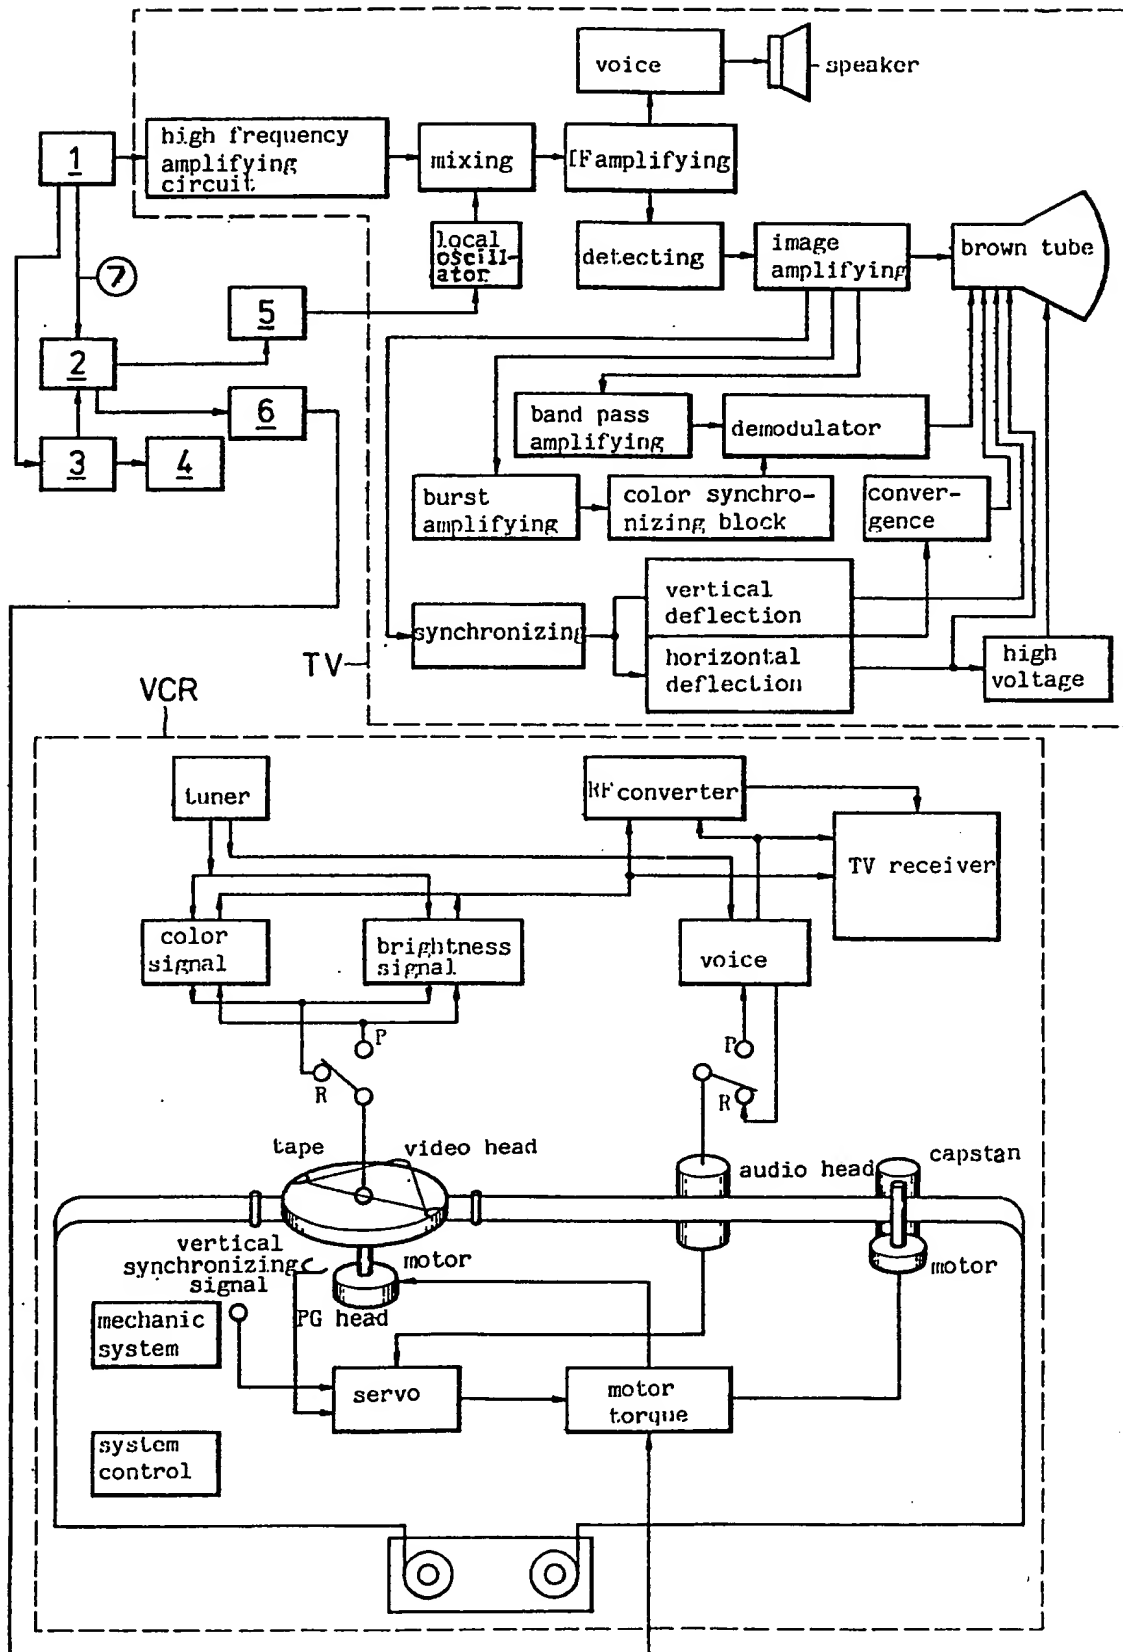 voice
speaker
1
high frequency
amplifying
circuit
mixing
IF amplifying
local
oscill-
ator
detecting
image
amplifying
brown tube
7
5
2
6
band pass
amplifying
demodulator
3
4
burst
amplifying
color synchro-
nizing block
conver-
gence
vertical
deflection
synchronizing
horizontal
deflection
high
voltage
TV
VCR
tuner
RF converter
TV receiver
color
signal
brightness
signal
voice
P
R
P
R
tape
video head
audio head
capstan
vertical
synchronizing
signal
motor
motor
PG head
mechanic
system
servo
motor
torque
system
control